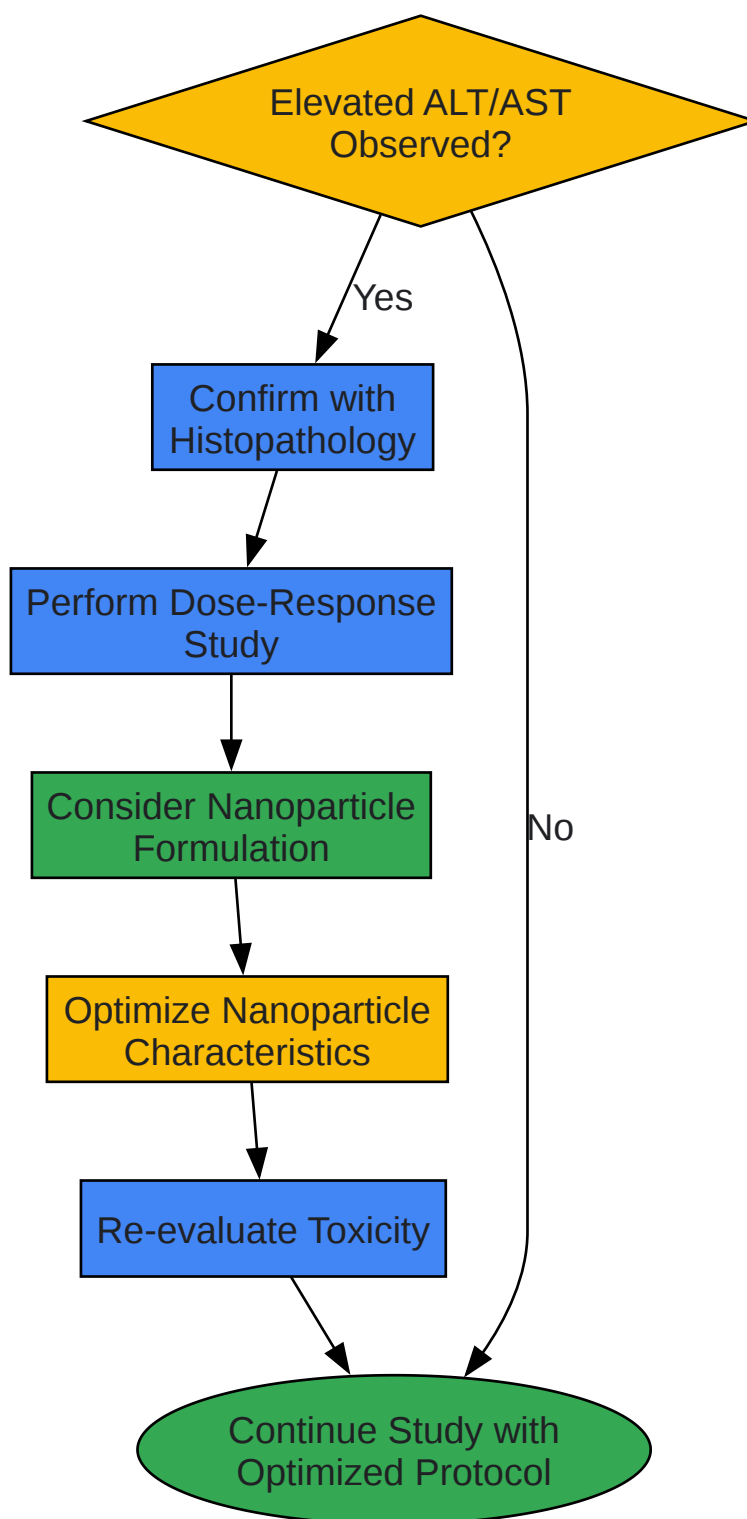 Elevated ALT/AST
Observed?
Yes
Confirm with
Histopathology
Perform Dose-Response
Study
Consider Nanoparticle
Formulation
No
Optimize Nanoparticle
Characteristics
Re-evaluate Toxicity
Continue Study with
Optimized Protocol